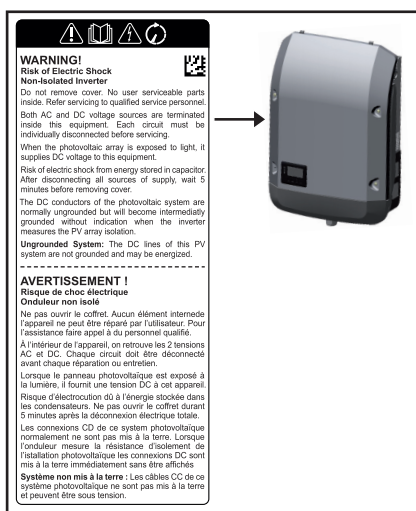 WARNING!
Risk of Electric Shock
Non-Isolated Inverter
Do not remove cover. No user serviceable parts
inside. Refer servicing to qualified service personnel.
Both AC and DC voltage sources are terminated
inside this equipment. Each circuit must be
individually disconnected before servicing.
When the photovoltaic array is exposed to light, it
supplies DC voltage to this equipment.
Risk of electric shock from energy stored in capacitor.
After disconnecting all sources of supply, wait 5
minutes before removing cover.
The DC conductors of the photovoltaic system are
normally ungrounded but will become intermediatly
grounded without indication when the inverter
measures the PV array isolation.
Ungrounded System: The DC lines of this PV
system are not grounded and may be energized.
AVERTISSEMENT !
Risque de choc électrique
Onduleur non isolé
Ne pas ouvrir le coffret. Aucun élément internede
l'appareil ne peut être réparé par l'utilisateur. Pour
l'assistance faire appel à du personnel qualifié.
À l'intérieur de l'appareil, on retrouve les 2 tensions
AC et DC. Chaque circuit doit être déconnecté
avant chaque réparation ou entretien.
Lorsque le panneau photovoltaïque est exposé à
la lumière, il fournit une tension DC à cet appareil.
Risque d'électrocution dû à l'énergie stockée dans
les condensateurs. Ne pas ouvrir le coffret durant
5 minutes après la déconnexion électrique totale.
Les connexions CD de ce system photovoltaïque
normalement ne sont pas mis à la terre. Lorsque
l'onduleur mesure la résistance d'isolement de
l'istallation photovoltaïque les connexions DC sont
mis à la terre immédiatement sans être affichés
Système non mis à la terre : Les câbles CC de ce
système photovoltaïque ne sont pas mis à la terre
et peuvent être sous tension.